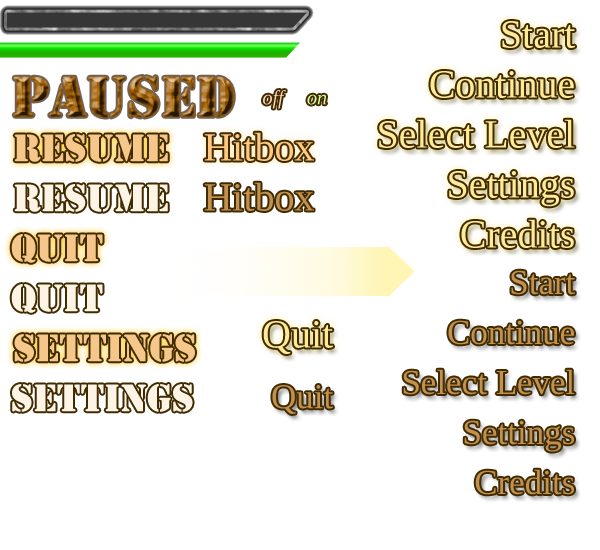 PAUSED
off on
RESUME
Hitbox
RESUME
Hitbox
QUIT
QUIT
SETTINGS
SETTINGS
Quit
Quit
Start
Continue
Select Level
Settings
Credits
Start
Continue
Select Level
Settings
Credits